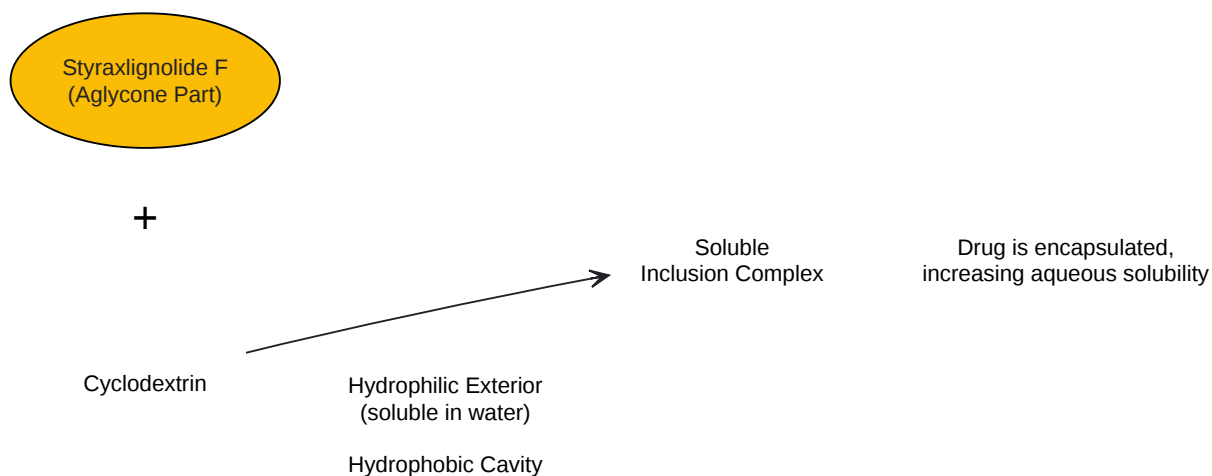 Styraxlignolide F
(Aglycone Part)
+
Soluble
Inclusion Complex
Drug is encapsulated,
increasing aqueous solubility
Cyclodextrin
Hydrophilic Exterior
(soluble in water)
Hydrophobic Cavity